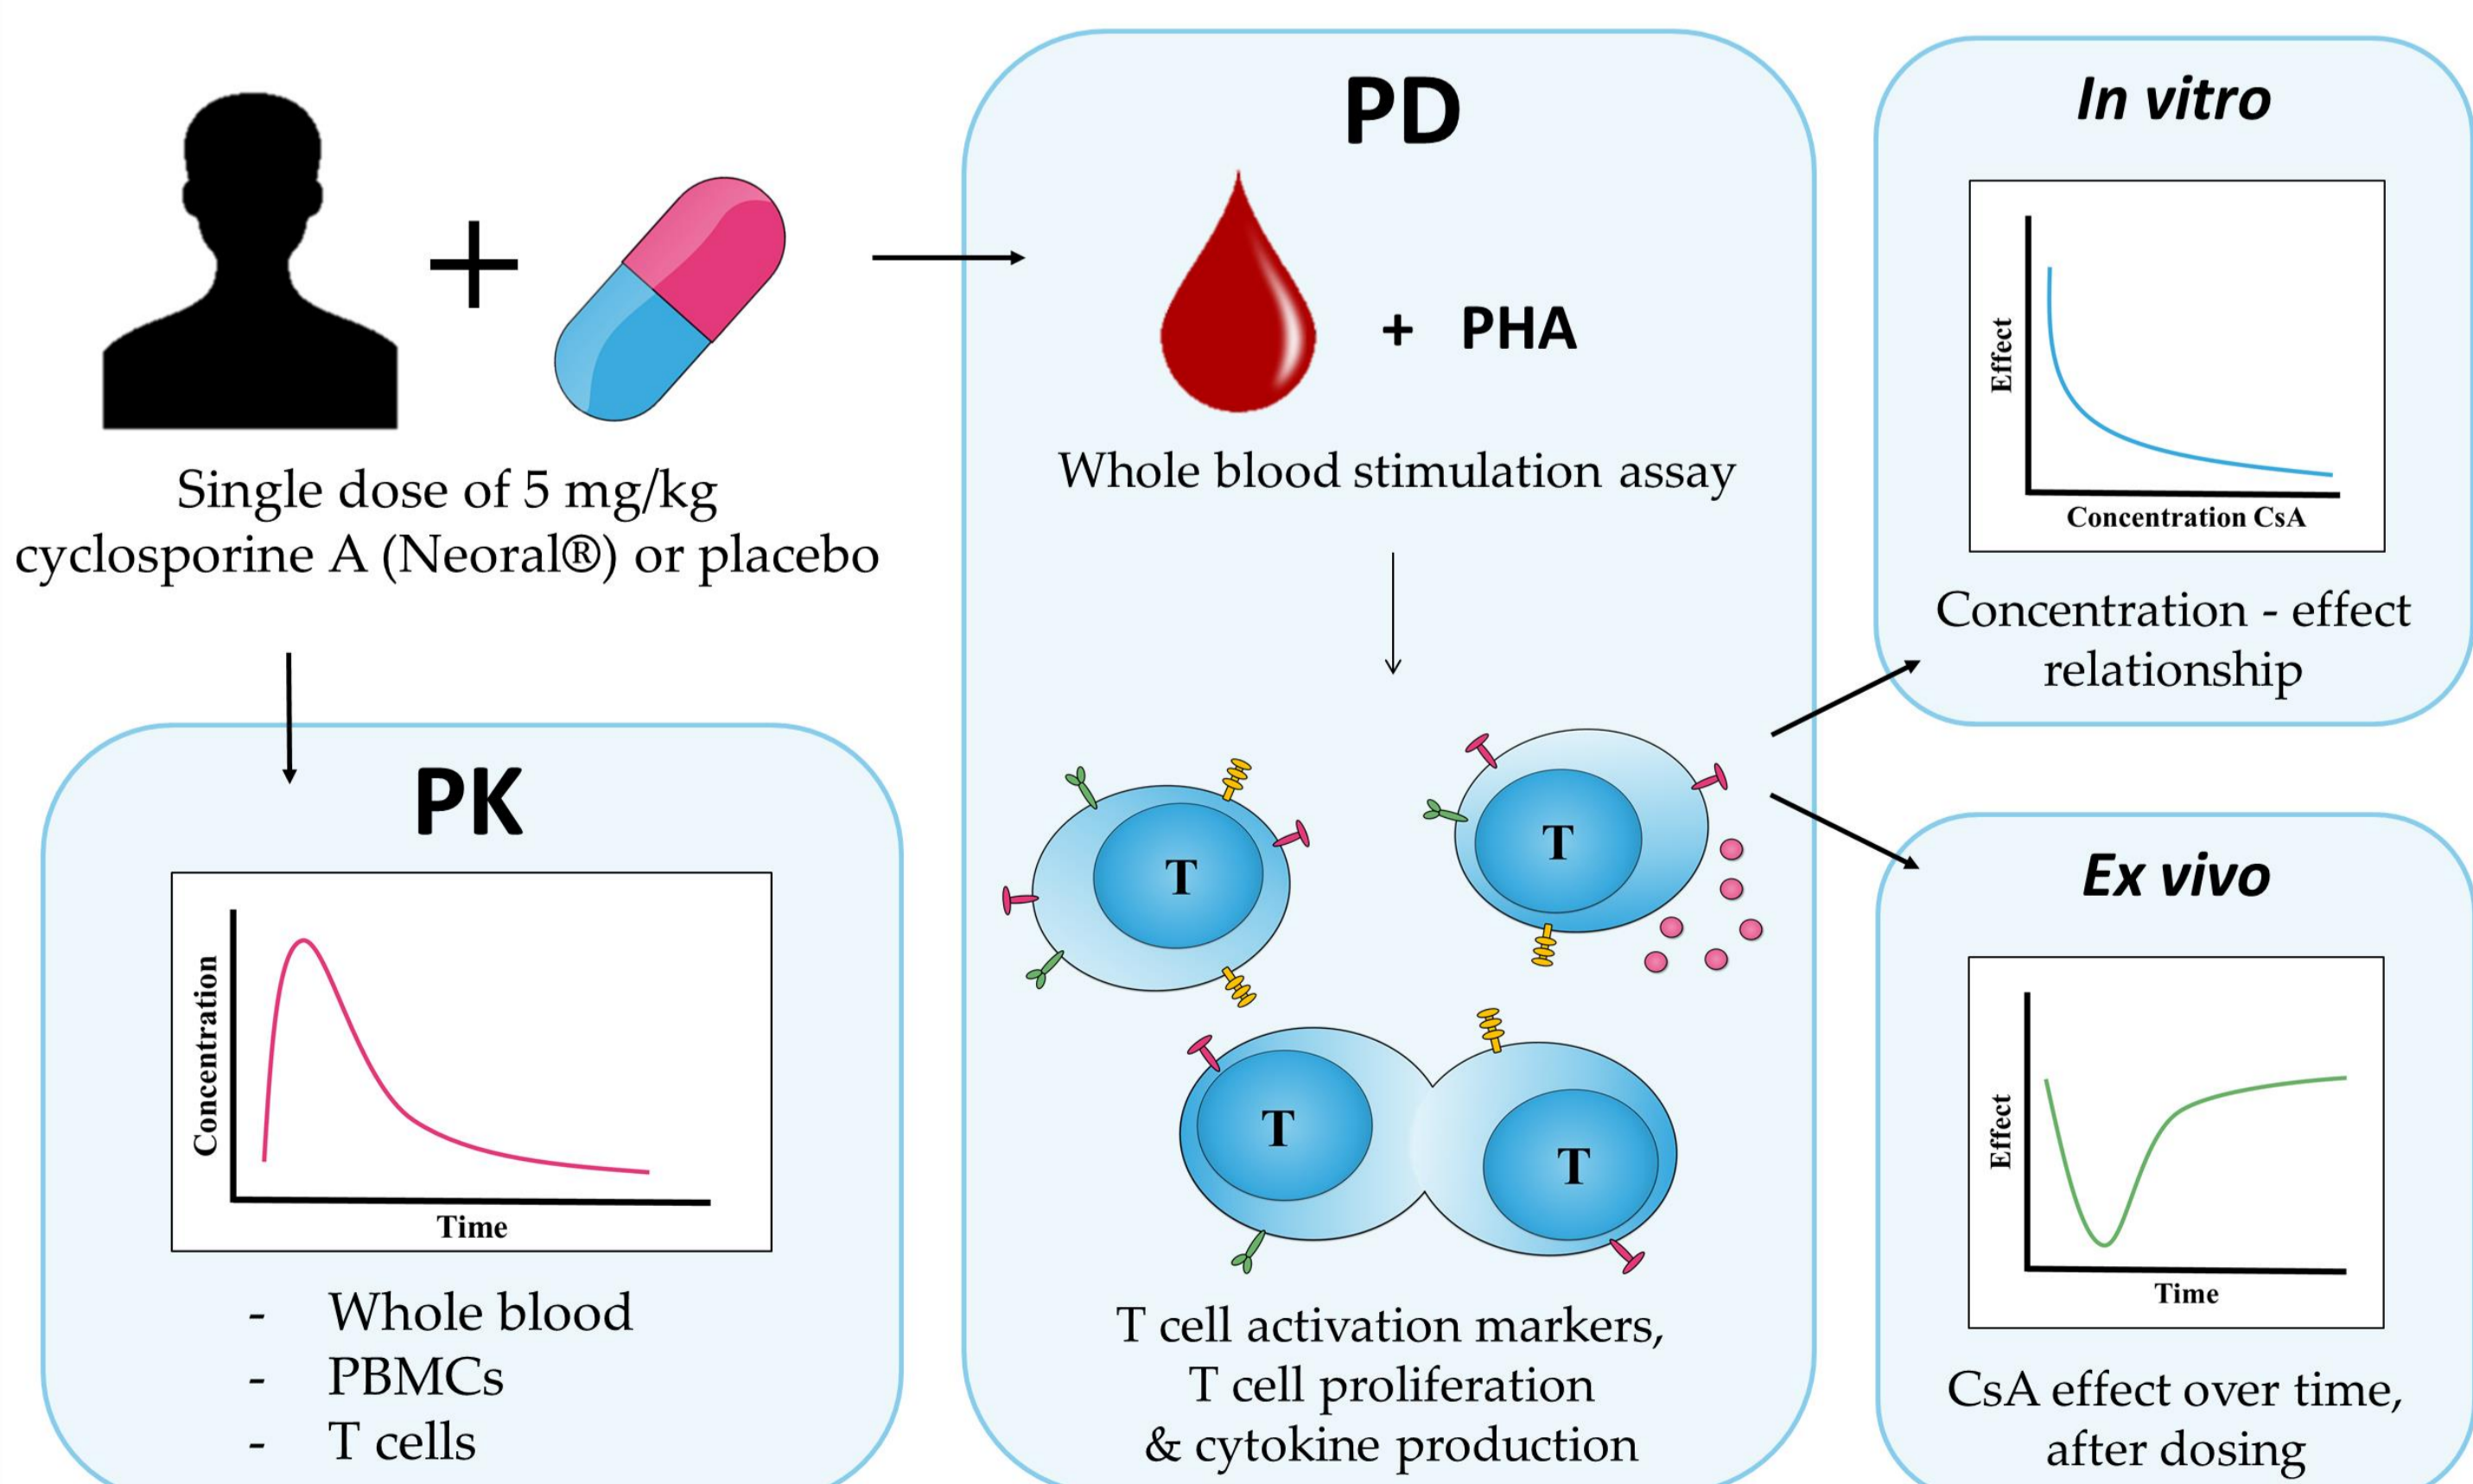 Single dose of 5 mg/kg
cyclosporine A (Neoral®) or placebo
+
PK
Concentration
Time
- Whole blood
- PBMCs
- T cells
PD
+ PHA
Whole blood stimulation assay
T
T
T
T
T cell activation markers,
T cell proliferation
& cytokine production
In vitro
Effect
Concentration CsA
Concentration - effect
relationship
Ex vivo
Effect
Time
CsA effect over time,
after dosing